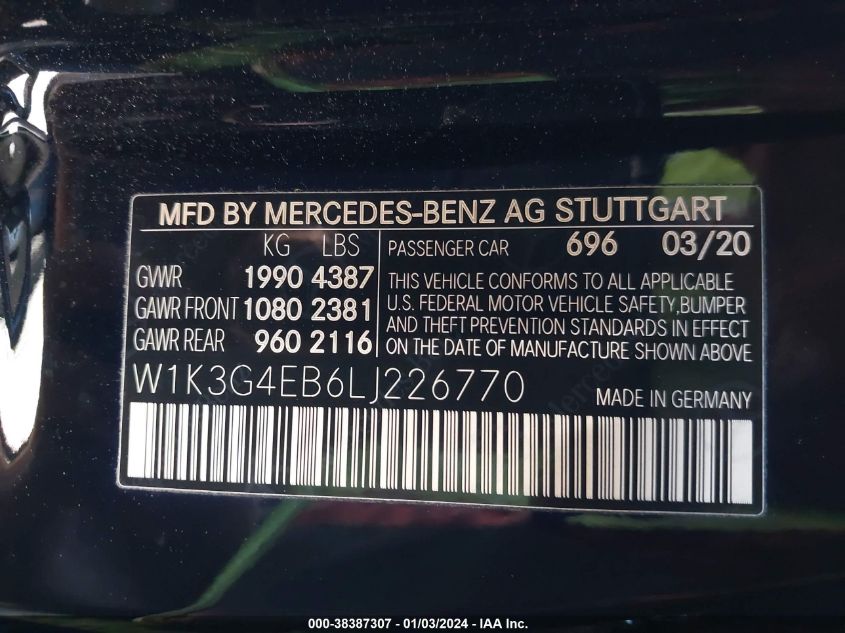 MFD BY MERCEDES-BENZ AG STUTTGART
KG LBS
GVWR 1990 4387
GAWR FRONT 1080 2381
GAWR REAR 960 2116
PASSENGER CAR 696 03/20
THIS VEHICLE CONFORMS TO ALL APPLICABLE
U.S. FEDERAL MOTOR VEHICLE SAFETY,BUMPER
AND THEFT PREVENTION STANDARDS IN EFFECT
ON THE DATE OF MANUFACTURE SHOWN ABOVE
W1K3G4EB6LJ226770
MADE IN GERMANY
000-38387307 - 01/03/2024 - IAA Inc.